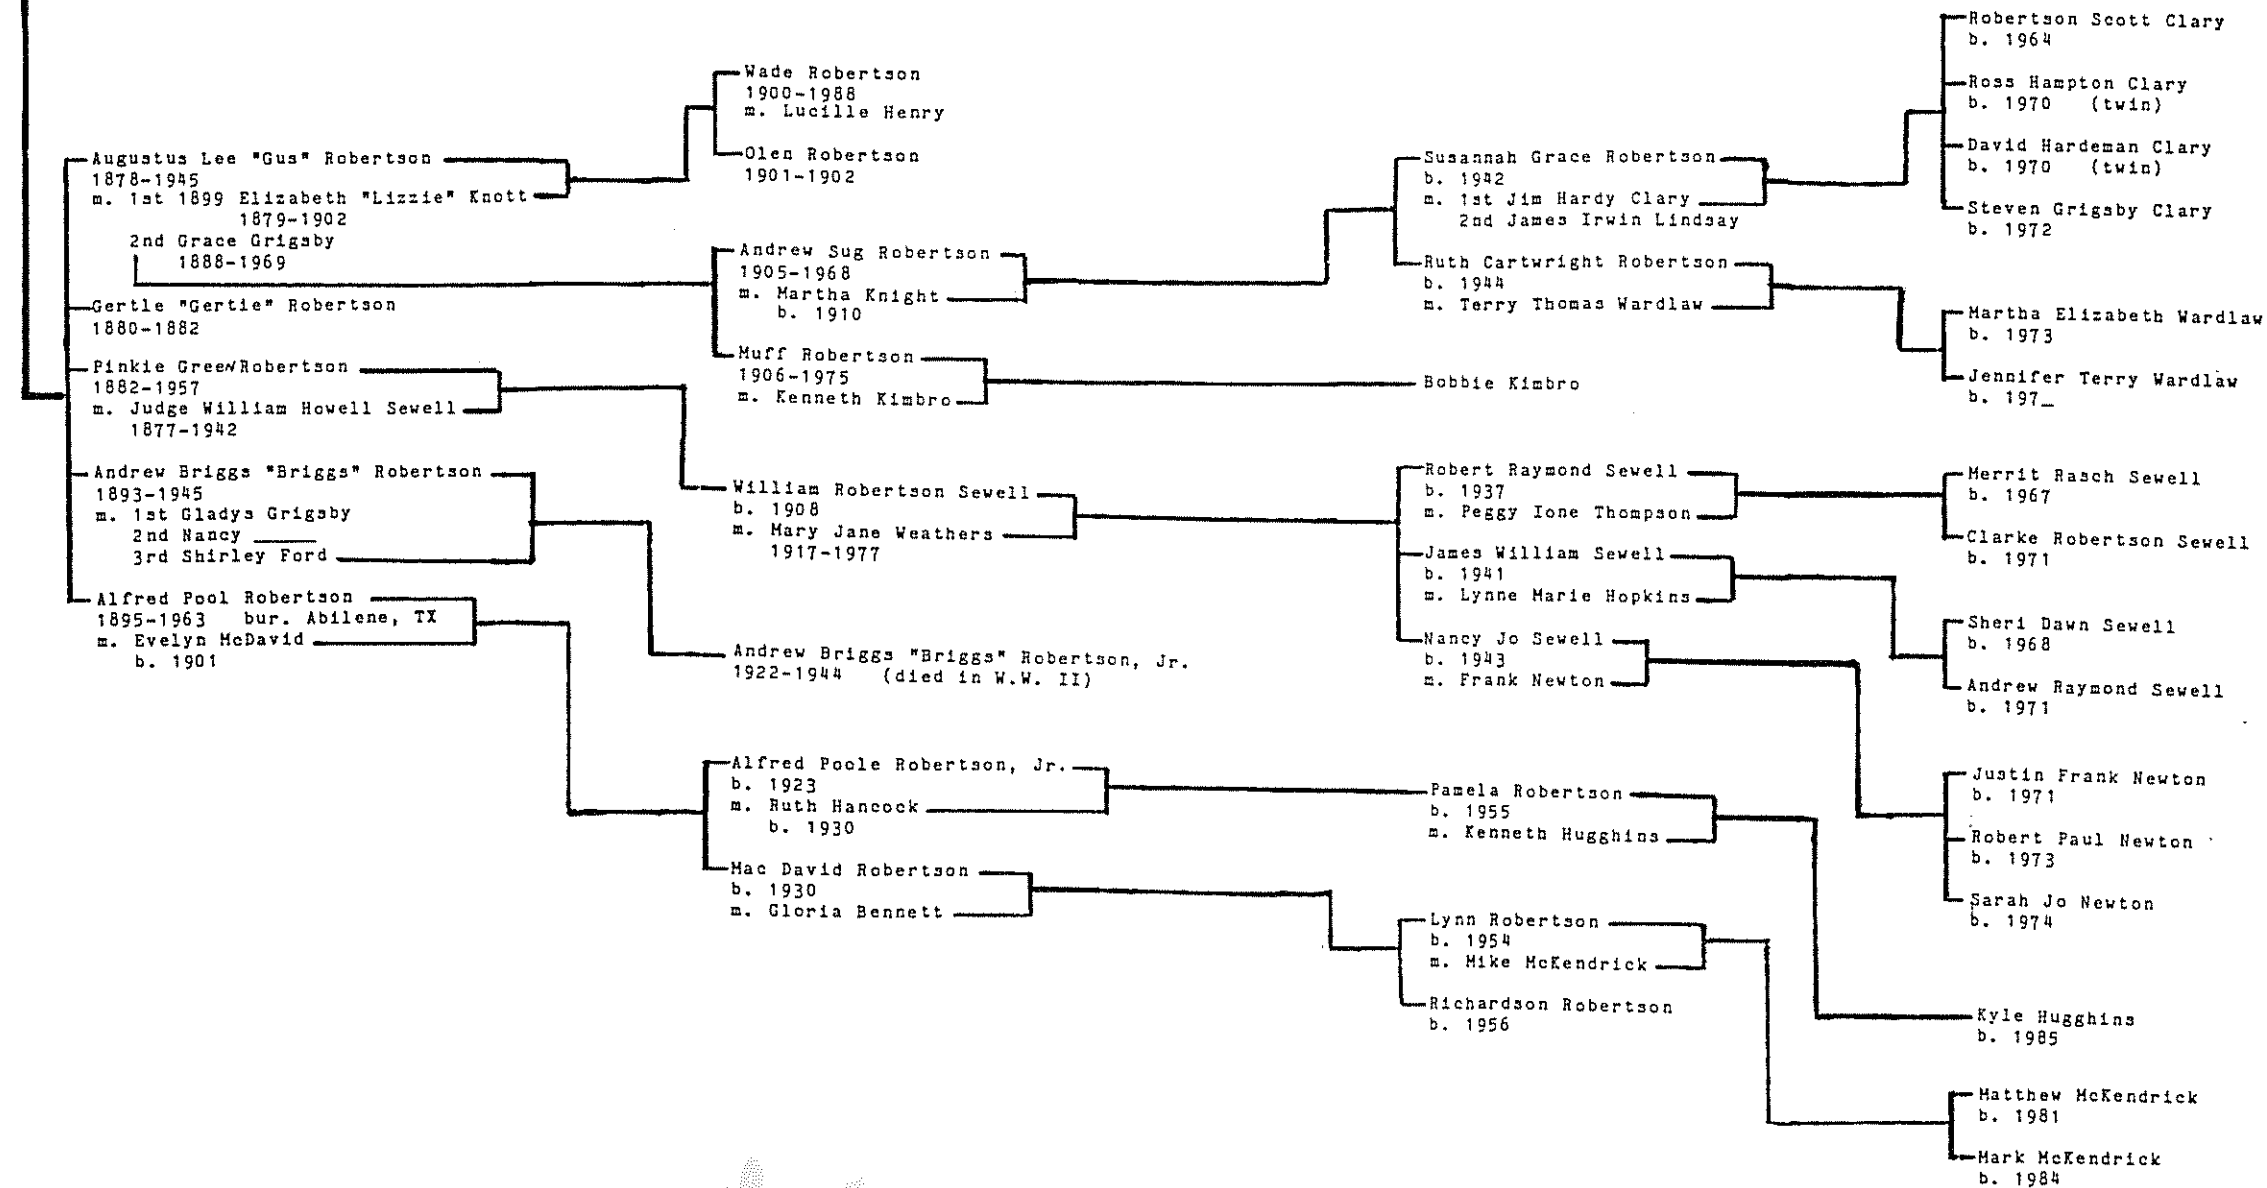 Augustus Lee "Gus" Robertson
1878-1945
m. 1st 1899 Elizabeth "Lizzie" Knott
1879-1902
2nd Grace Grigsby
1888-1969
Gertle "Gertie" Robertson
1880-1882
Pinkie Green Robertson
1882-1957
m. Judge William Howell Sewell
1877-1942
Andrew Briggs "Briggs" Robertson
1893-1945
m. 1st Gladys Grigsby
2nd Nancy _____
3rd Shirley Ford
Alfred Pool Robertson
1895-1963 bur. Abilene, TX
m. Evelyn McDavid
b. 1901
Wade Robertson
1900-1988
m. Lucille Henry
Olen Robertson
1901-1902
Andrew Sug Robertson
1905-1968
m. Martha Knight
b. 1910
Muff Robertson
1906-1975
m. Kenneth Kimbro
William Robertson Sewell
b. 1908
m. Mary Jane Weathers
1917-1977
Andrew Briggs "Briggs" Robertson, Jr.
1922-1944 (died in W.W. II)
Alfred Poole Robertson, Jr.
b. 1923
m. Ruth Hancock
b. 1930
Mac David Robertson
b. 1930
m. Gloria Bennett
Susannah Grace Robertson
b. 1942
m. 1st Jim Hardy Clary
2nd James Irwin Lindsay
Ruth Cartwright Robertson
b. 1944
m. Terry Thomas Wardlaw
Bobbie Kimbro
Robert Raymond Sewell
b. 1937
m. Peggy Ione Thompson
James William Sewell
b. 1941
m. Lynne Marie Hopkins
Nancy Jo Sewell
b. 1943
m. Frank Newton
Pamela Robertson
b. 1955
m. Kenneth Hugghins
Lynn Robertson
b. 1954
m. Mike McKendrick
Richardson Robertson
b. 1956
Robertson Scott Clary
b. 1964
Ross Hampton Clary
b. 1970 (twin)
David Hardeman Clary
b. 1970 (twin)
Steven Grigsby Clary
b. 1972
Martha Elizabeth Wardlaw
b. 1973
Jennifer Terry Wardlaw
b. 197_
Merrit Rasch Sewell
b. 1967
Clarke Robertson Sewell
b. 1971
Sheri Dawn Sewell
b. 1968
Andrew Raymond Sewell
b. 1971
Justin Frank Newton
b. 1971
Robert Paul Newton
b. 1973
Sarah Jo Newton
b. 1974
Kyle Hugghins
b. 1985
Matthew McKendrick
b. 1981
Mark McKendrick
b. 1984